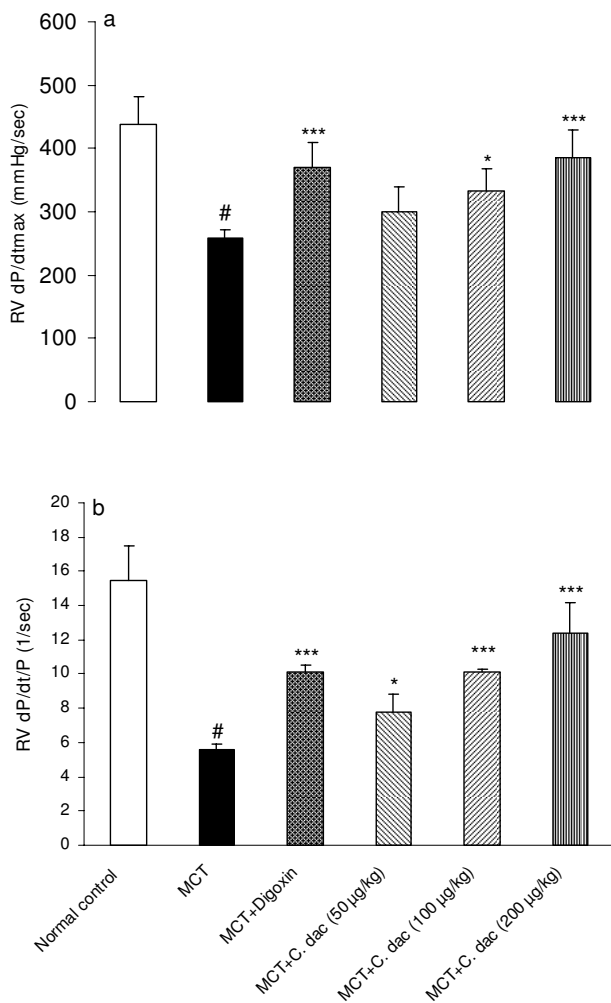 600
a
500
400
300
200
100
0
RV dP/dtmax (mmHg/sec)
#
***
*
***
20
b
18
16
14
12
10
8
6
4
2
0
RV dP/dt/P (1/sec)
#
***
*
***
***
Normal control
MCT
MCT+Digoxin
MCT+C. dac (50 µg/kg)
MCT+C. dac (100 µg/kg)
MCT+C. dac (200 µg/kg)